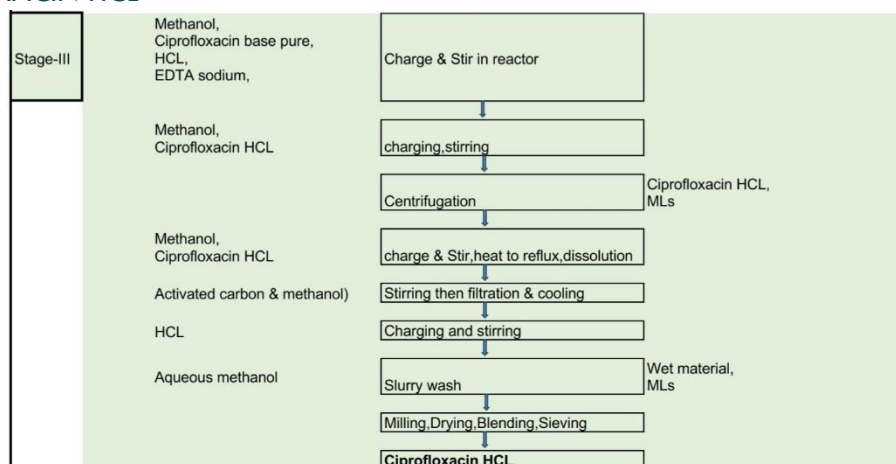 Stage-III
Methanol,
Ciprofloxacin base pure,
HCL,
EDTA sodium,
Charge & Stir in reactor
Methanol,
Ciprofloxacin HCL
charging,stirring
Centrifugation
Ciprofloxacin HCL,
MLs
Methanol,
Ciprofloxacin HCL
charge & Stir,heat to reflux,dissolution
Activated carbon & methanol)
Stirring then filtration & cooling
HCL
Charging and stirring
Aqueous methanol
Slurry wash
Wet material,
MLs
Milling,Drying,Blending,Sieving
Ciprofloxacin HCL